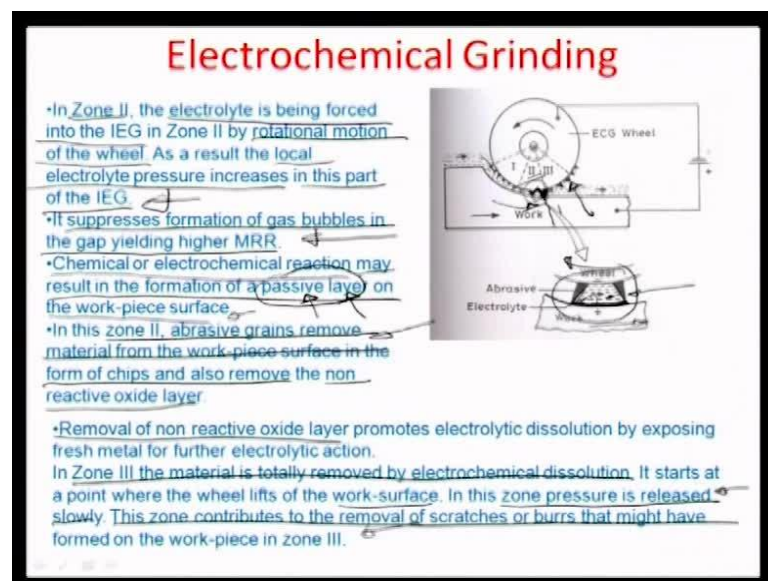 Electrochemical Grinding
•In Zone II, the electrolyte is being forced
into the IEG in Zone II by rotational motion
of the wheel. As a result the local
electrolyte pressure increases in this part
of the IEG.
•It suppresses formation of gas bubbles in
the gap yielding higher MRR.
•Chemical or electrochemical reaction may
result in the formation of a passive layer on
the work-piece surface.
•In this zone II, abrasive grains remove
material from the work-piece surface in the
form of chips and also remove the non
reactive oxide layer.
ECG Wheel
I II III
Work
Wheel
Abrasive
Electrolyte
Work
•Removal of non reactive oxide layer promotes electrolytic dissolution by exposing
fresh metal for further electrolytic action.
In Zone III the material is totally removed by electrochemical dissolution. It starts at
a point where the wheel lifts of the work-surface. In this zone pressure is released
slowly. This zone contributes to the removal of scratches or burrs that might have
formed on the work-piece in zone III.